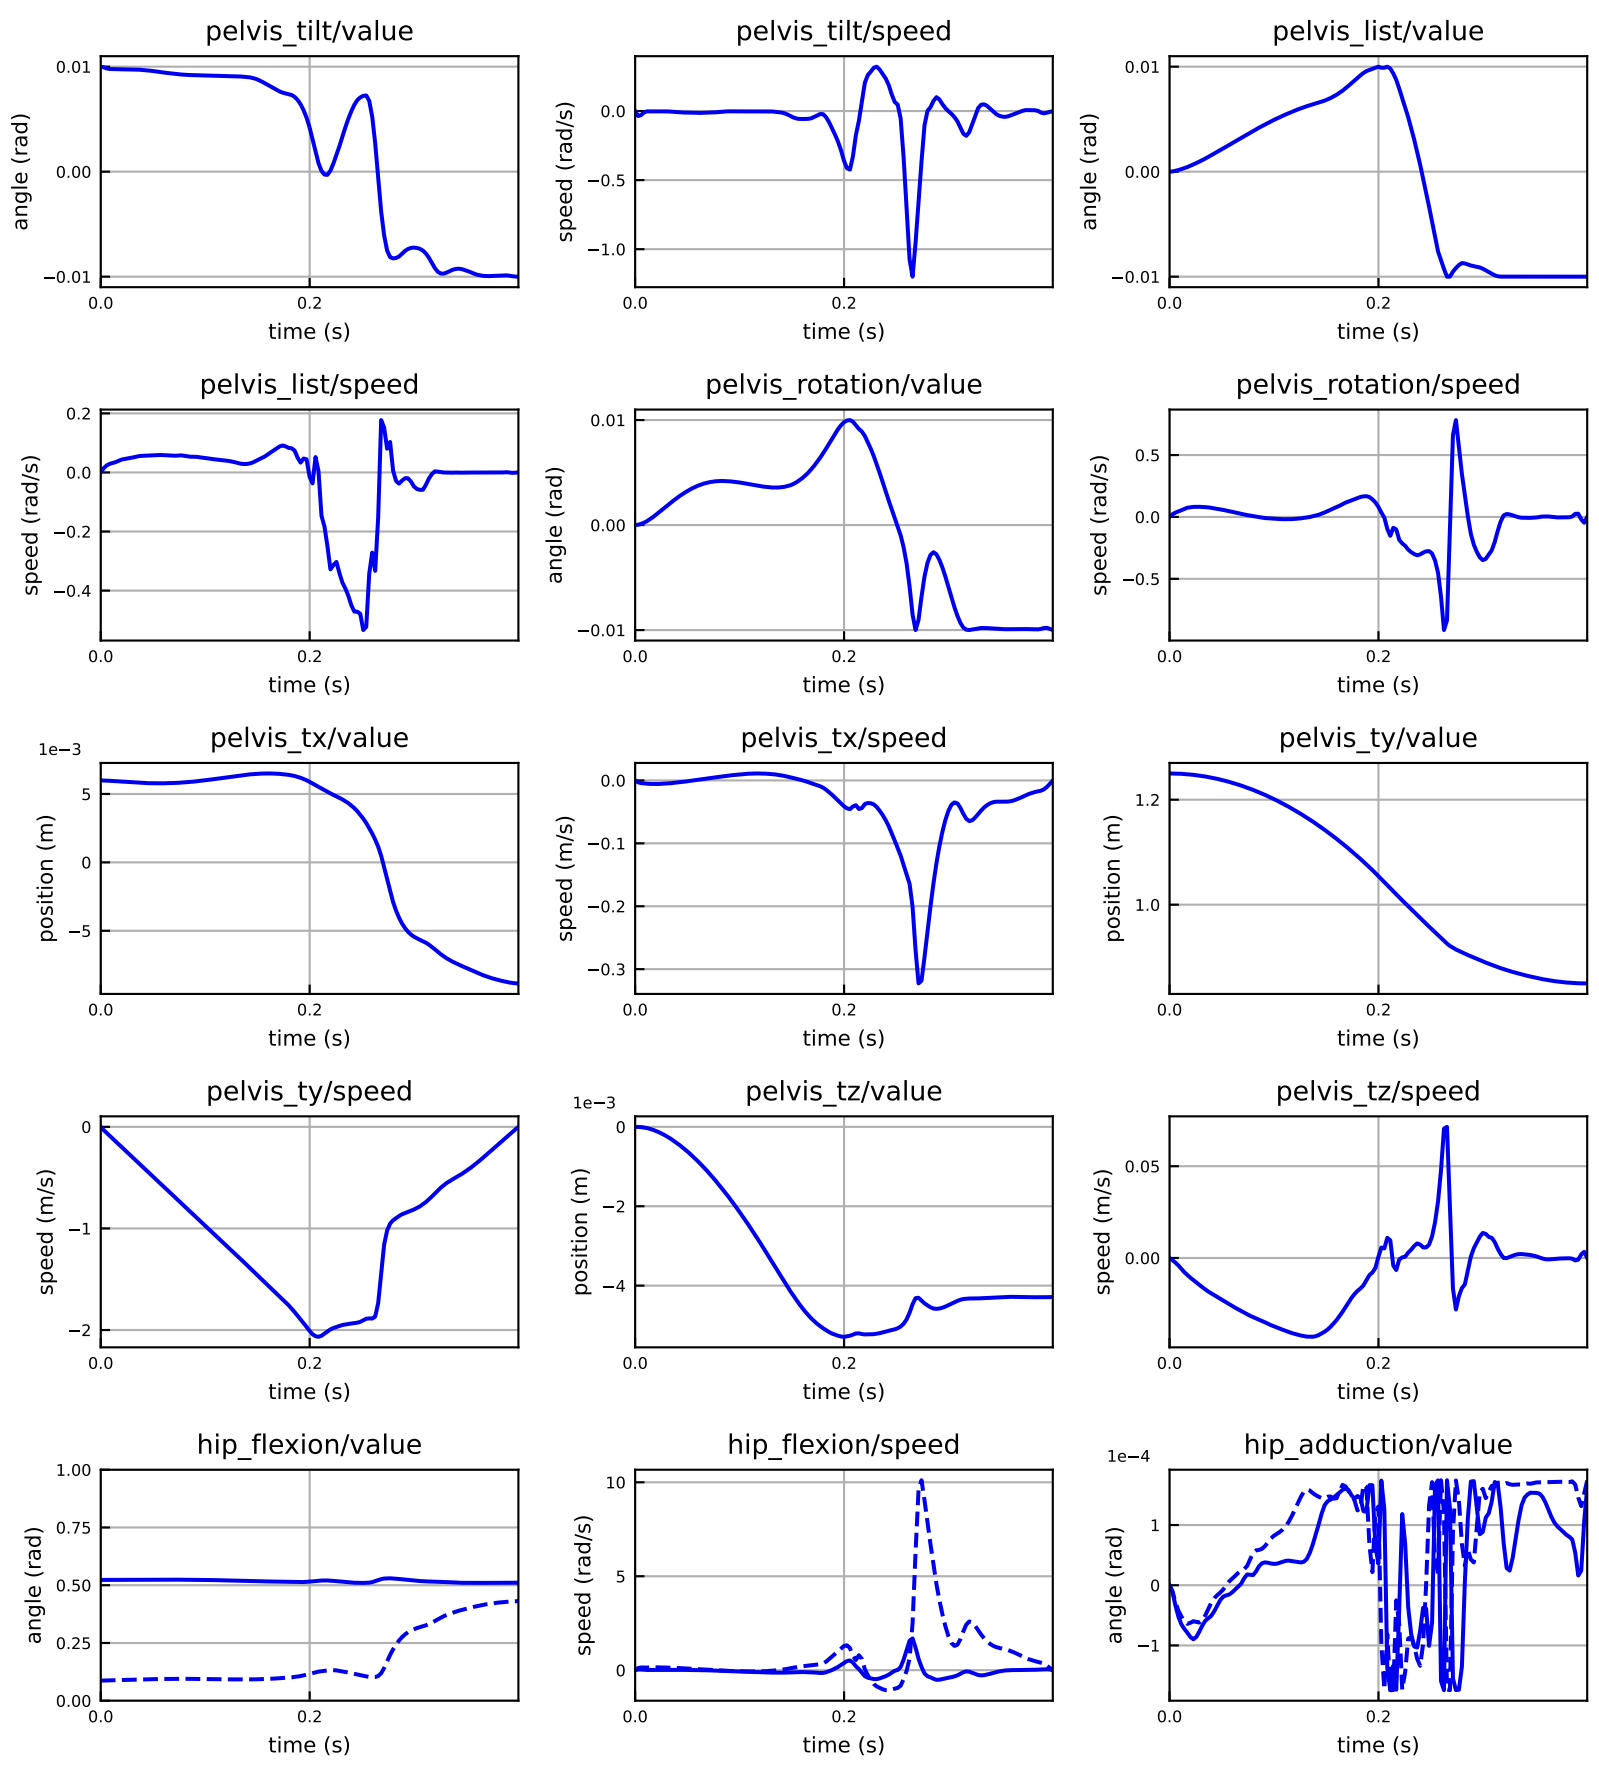 pelvis_tilt/value
angle (rad)
0.01
0.00
−0.01
0.0
0.2
time (s)
pelvis_tilt/speed
speed (rad/s)
0.0
−0.5
−1.0
0.0
0.2
time (s)
pelvis_list/value
angle (rad)
0.01
0.00
−0.01
0.0
0.2
time (s)
pelvis_list/speed
speed (rad/s)
0.2
0.0
−0.2
−0.4
0.0
0.2
time (s)
pelvis_rotation/value
angle (rad)
0.01
0.00
−0.01
0.0
0.2
time (s)
pelvis_rotation/speed
speed (rad/s)
0.5
0.0
−0.5
0.0
0.2
time (s)
pelvis_tx/value
1e−3
position (m)
5
0
−5
0.0
0.2
time (s)
pelvis_tx/speed
speed (m/s)
0.0
−0.1
−0.2
−0.3
0.0
0.2
time (s)
pelvis_ty/value
position (m)
1.2
1.0
0.0
0.2
time (s)
pelvis_ty/speed
speed (m/s)
0
−1
−2
0.0
0.2
time (s)
pelvis_tz/value
1e−3
position (m)
0
−2
−4
0.0
0.2
time (s)
pelvis_tz/speed
speed (m/s)
0.05
0.00
0.0
0.2
time (s)
hip_flexion/value
angle (rad)
1.00
0.75
0.50
0.25
0.00
0.0
0.2
time (s)
hip_flexion/speed
speed (rad/s)
10
5
0
0.0
0.2
time (s)
hip_adduction/value
1e−4
angle (rad)
1
0
−1
0.0
0.2
time (s)